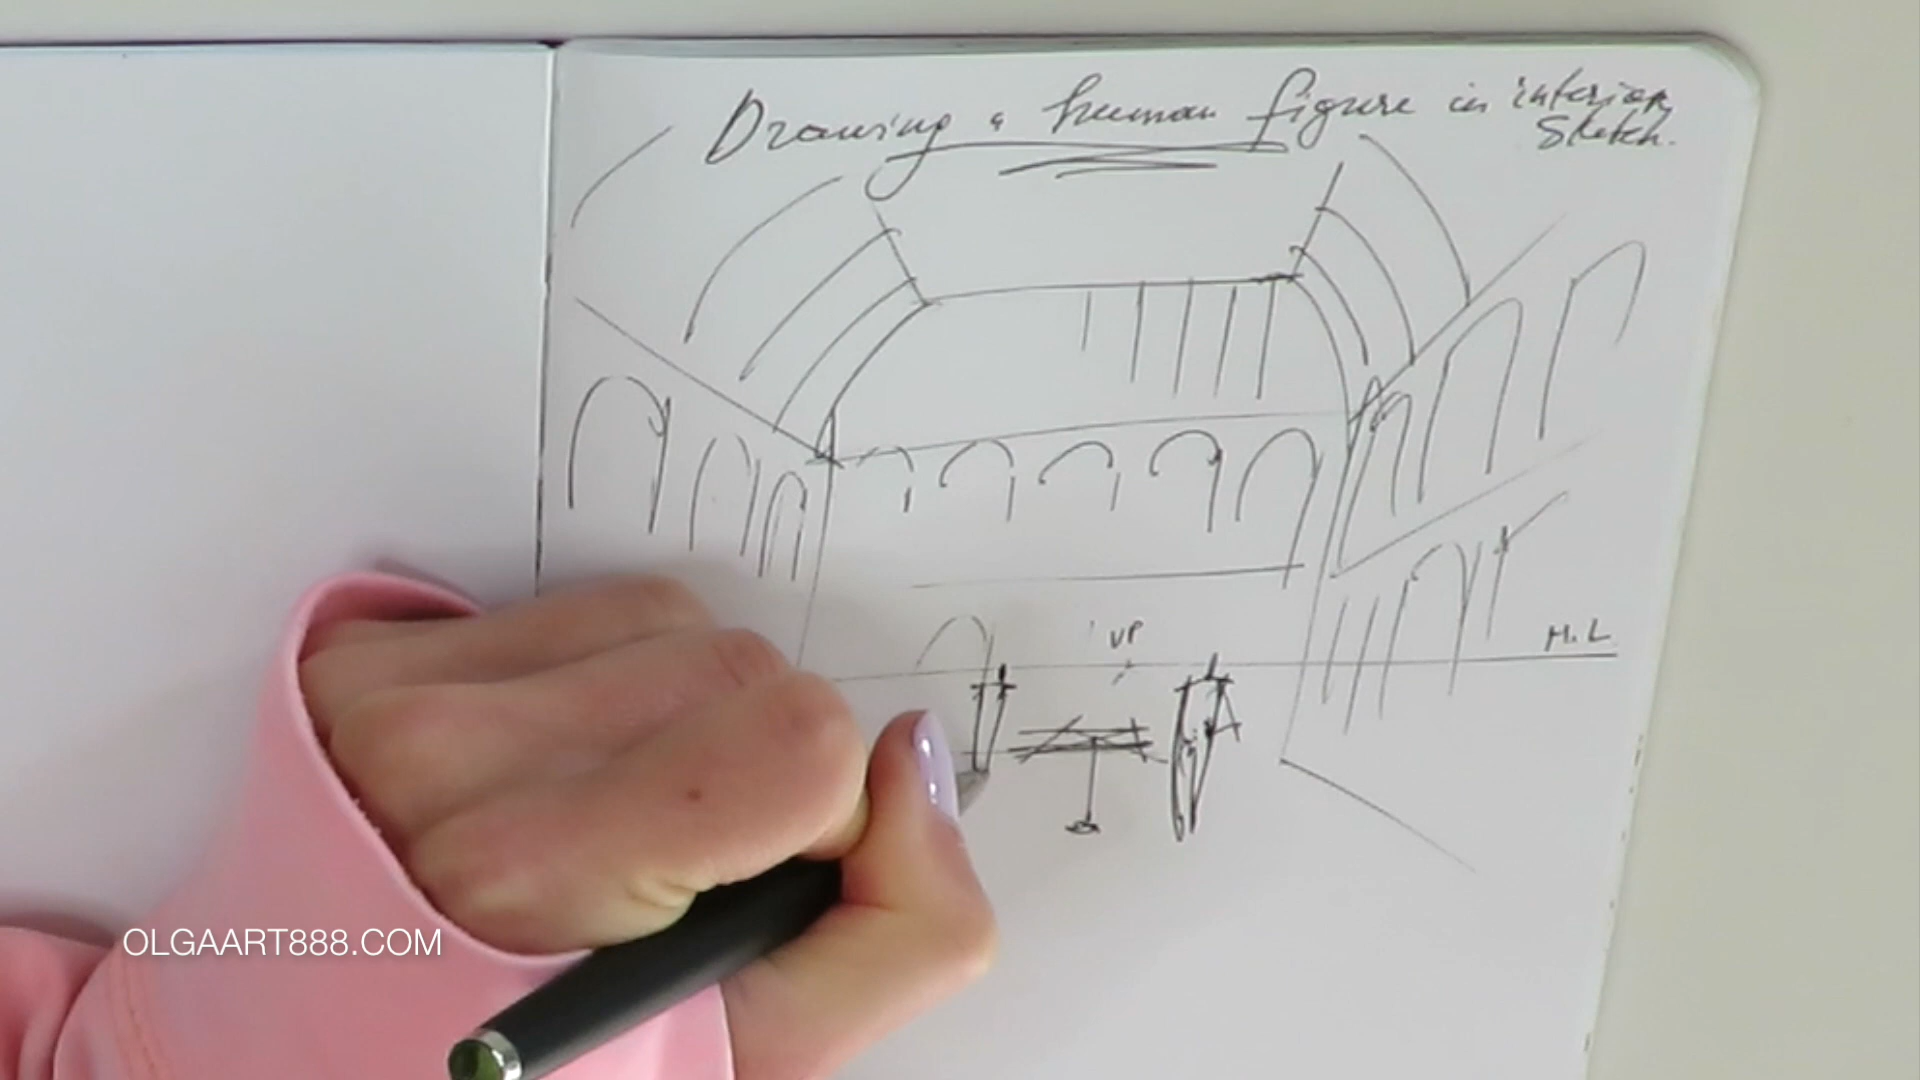 Drawing a human figure in interior
sketch.
VP
H.L
OLGAART888.COM